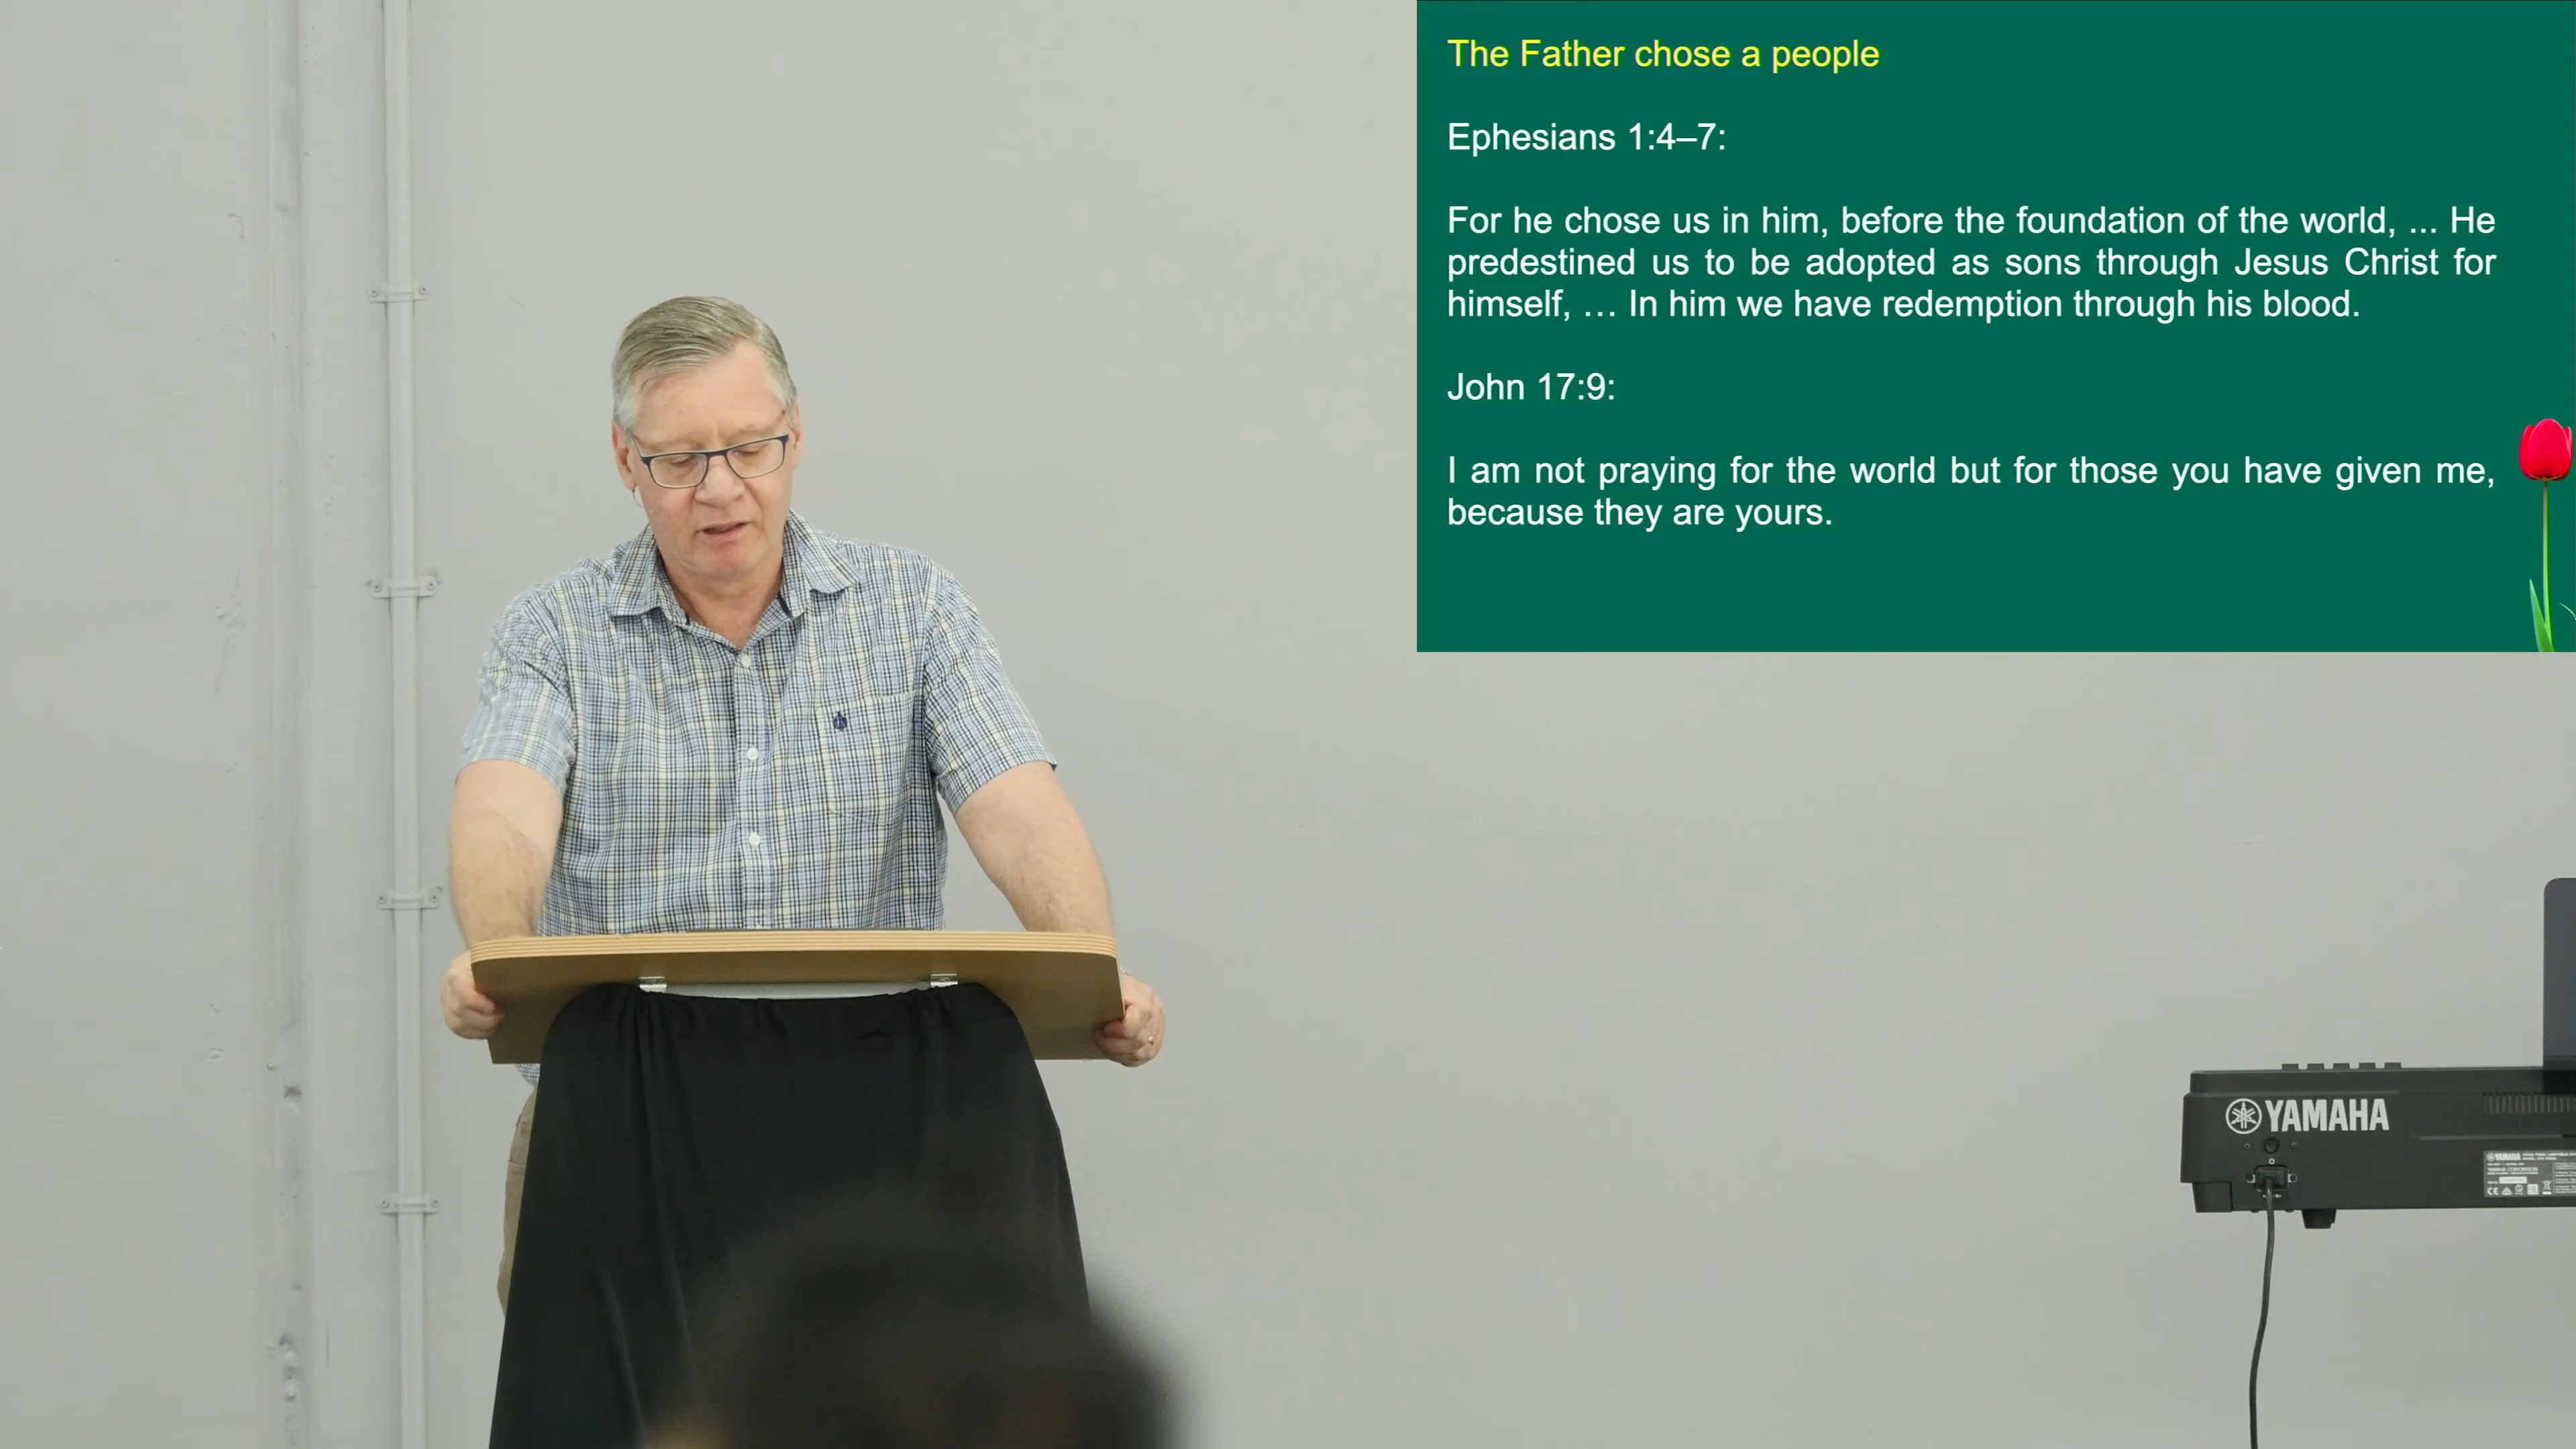 The Father chose a people
Ephesians 1:4–7:
For he chose us in him, before the foundation of the world, ... He
predestined us to be adopted as sons through Jesus Christ for
himself, … In him we have redemption through his blood.
John 17:9:
I am not praying for the world but for those you have given me,
because they are yours.
YAMAHA
YAMAHA